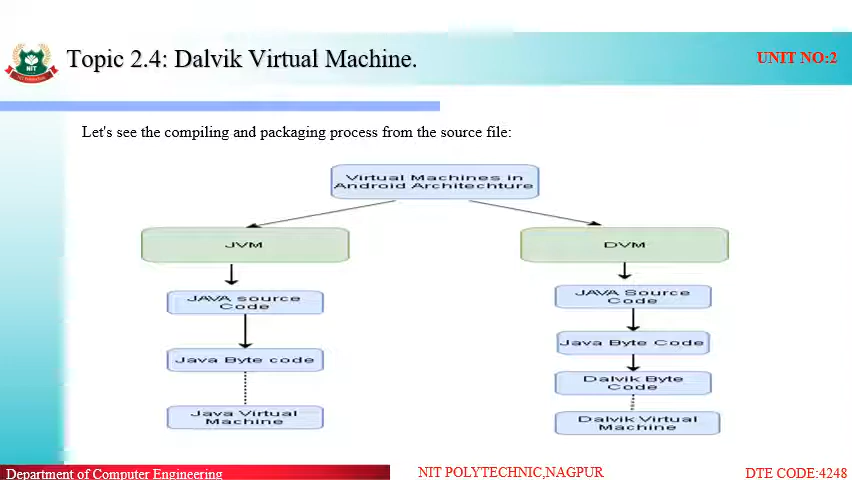 Topic 2.4: Dalvik Virtual Machine.
UNIT NO:2
NIT
Let's see the compiling and packaging process from the source file:
Virtual Machines in
Android Architechture
JVM
DVM
JAVA source
Code
JAVA Source
Code
Java Byte code
Java Byte Code
Dalvik Byte
Code
Java Virtual
Machine
Dalvik Virtual
Machine
Department of Computer Engineering
NIT POLYTECHNIC,NAGPUR
DTE CODE:4248